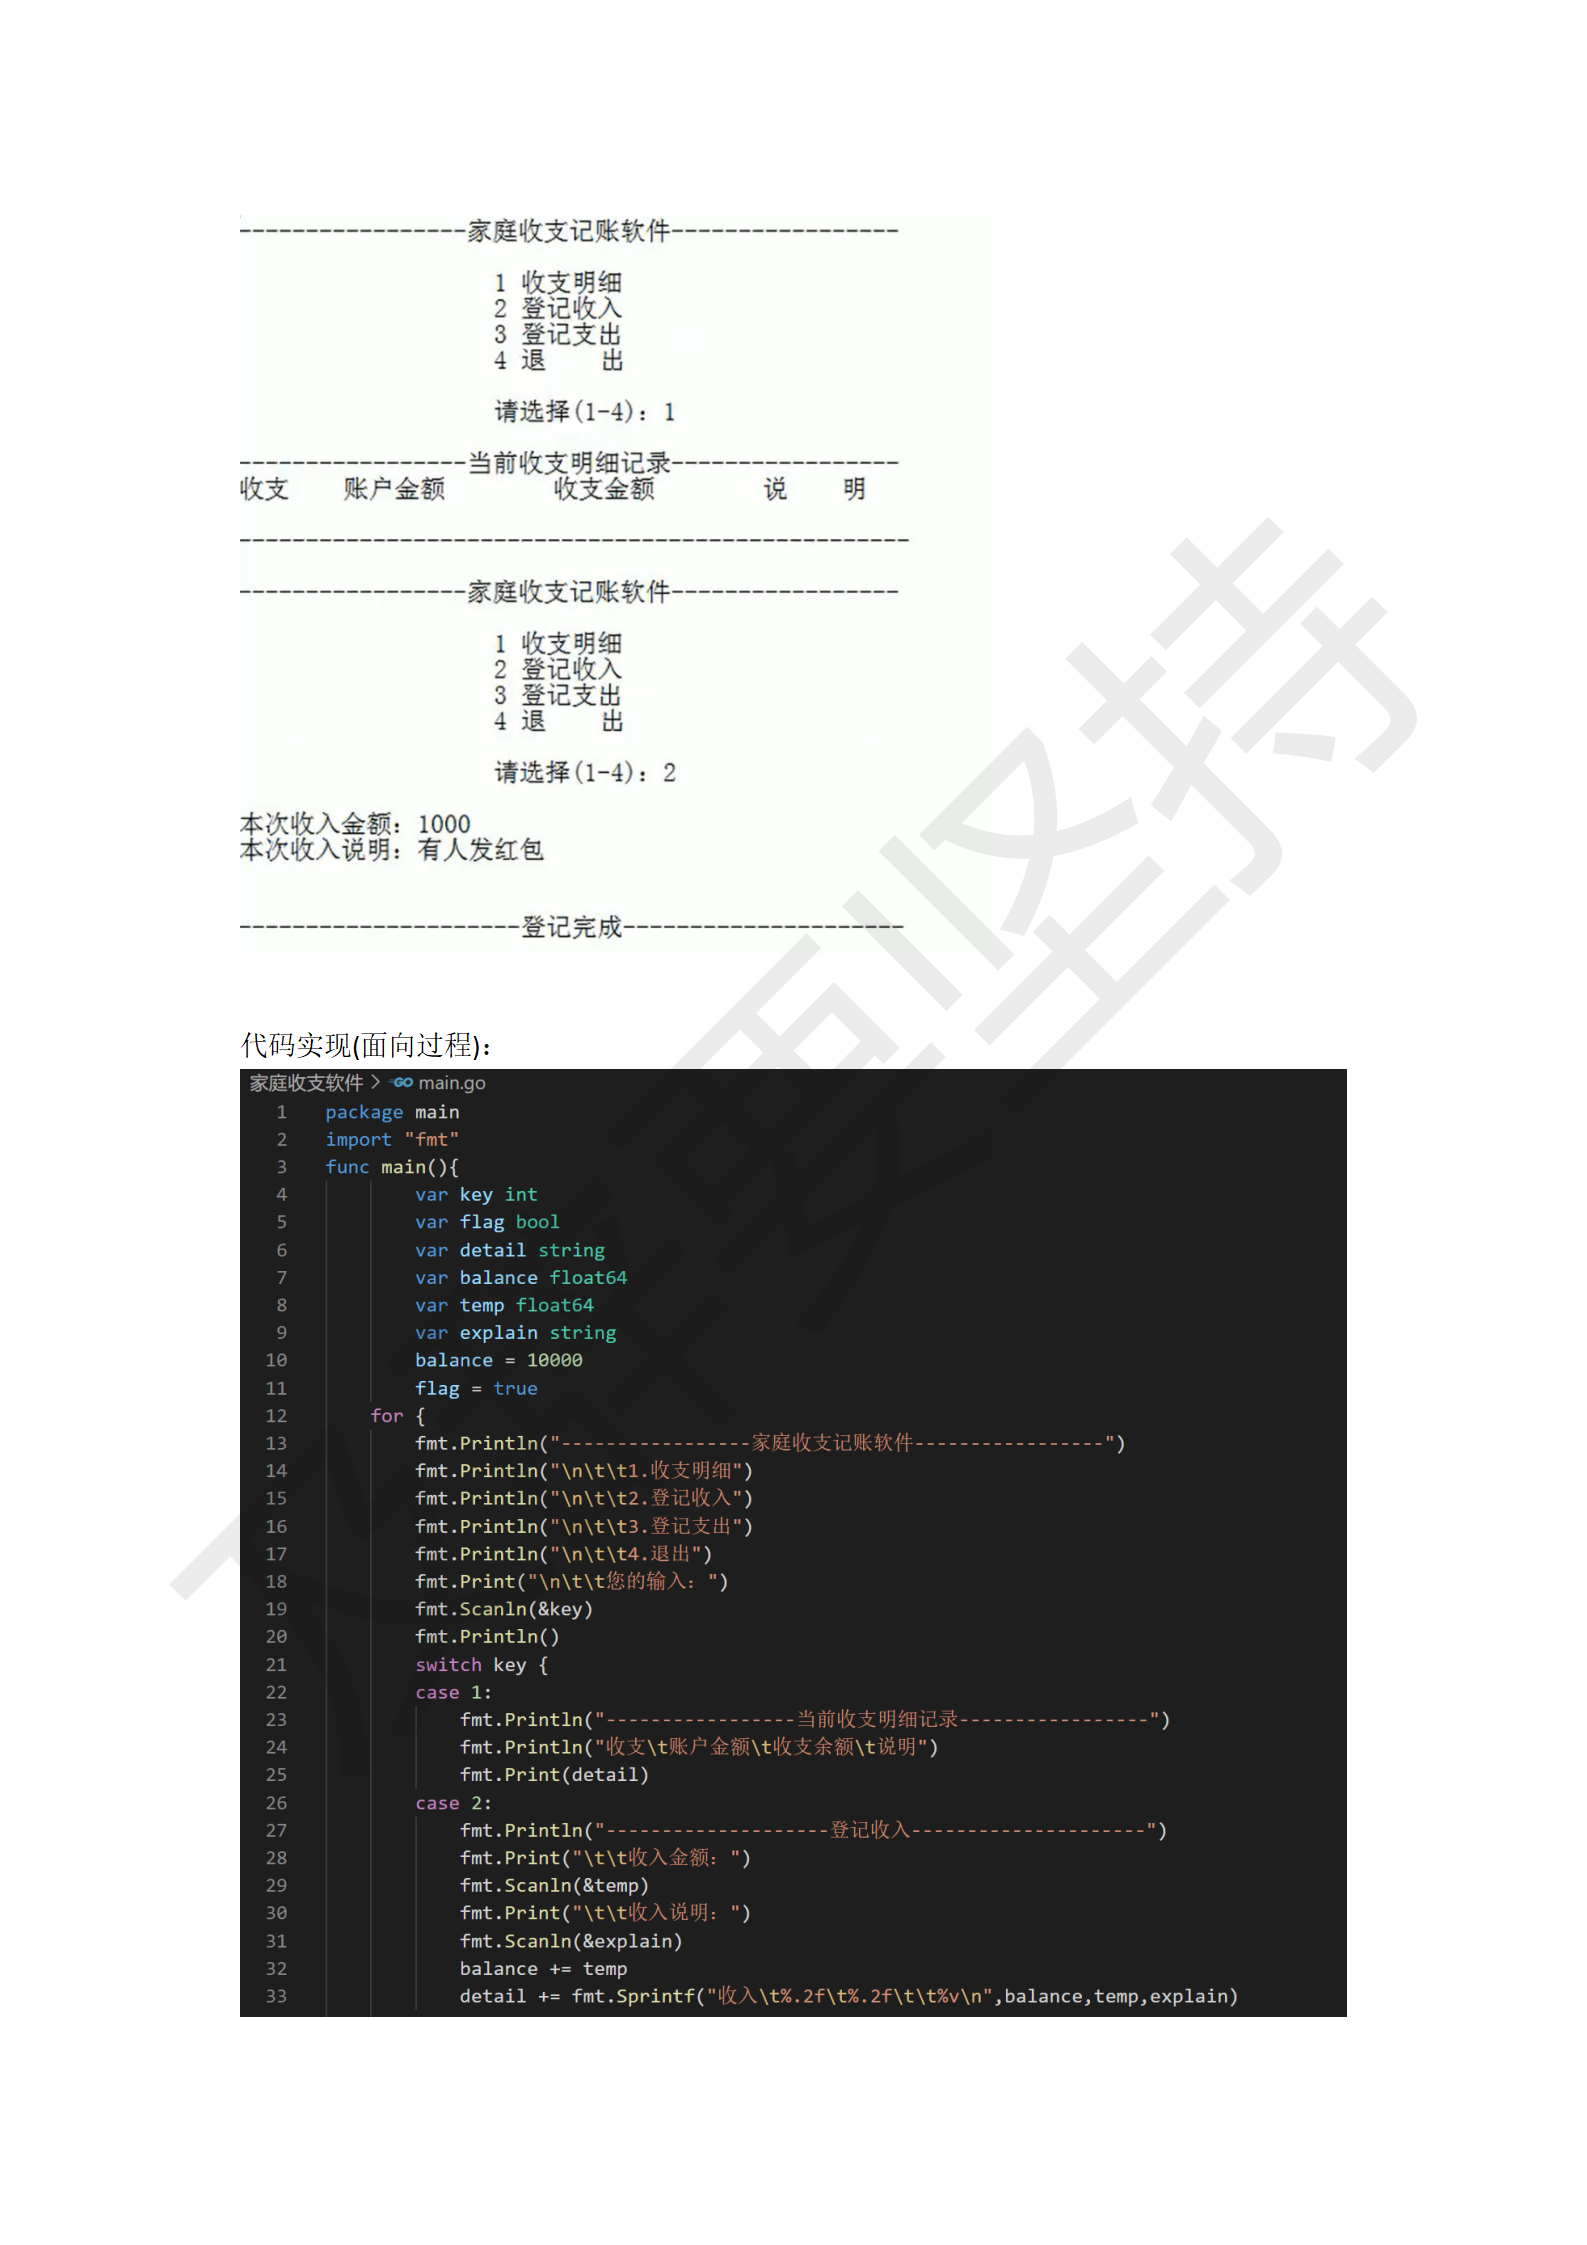 -----------------家庭收支记账软件-----------------
1 收支明细
2 登记收入
3 登记支出
4 退    出
请选择(1-4): 1
-----------------当前收支明细记录-----------------
收支    账户金额        收支金额        说    明
--------------------------------------------------
-----------------家庭收支记账软件-----------------
1 收支明细
2 登记收入
3 登记支出
4 退    出
请选择(1-4): 2
本次收入金额: 1000
本次收入说明: 有人发红包
---------------------登记完成---------------------
代码实现(面向过程)：
家庭收支软件 > GO main.go
1 package main
2 import "fmt"
3 func main(){
4 var key int
5 var flag bool
6 var detail string
7 var balance float64
8 var temp float64
9 var explain string
10 balance = 10000
11 flag = true
12 for {
13 fmt.Println("-----------------家庭收支记账软件-----------------")
14 fmt.Println("\n\t\t1.收支明细")
15 fmt.Println("\n\t\t2.登记收入")
16 fmt.Println("\n\t\t3.登记支出")
17 fmt.Println("\n\t\t4.退出")
18 fmt.Print("\n\t\t您的输入：")
19 fmt.Scanln(&key)
20 fmt.Println()
21 switch key {
22 case 1:
23 fmt.Println("-----------------当前收支明细记录-----------------")
24 fmt.Println("收支\t账户金额\t收支余额\t说明")
25 fmt.Print(detail)
26 case 2:
27 fmt.Println("--------------------登记收入---------------------")
28 fmt.Print("\t\t收入金额：")
29 fmt.Scanln(&temp)
30 fmt.Print("\t\t收入说明：")
31 fmt.Scanln(&explain)
32 balance += temp
33 detail += fmt.Sprintf("收入\t%.2f\t%.2f\t\t%v\n",balance,temp,explain)
要坚持